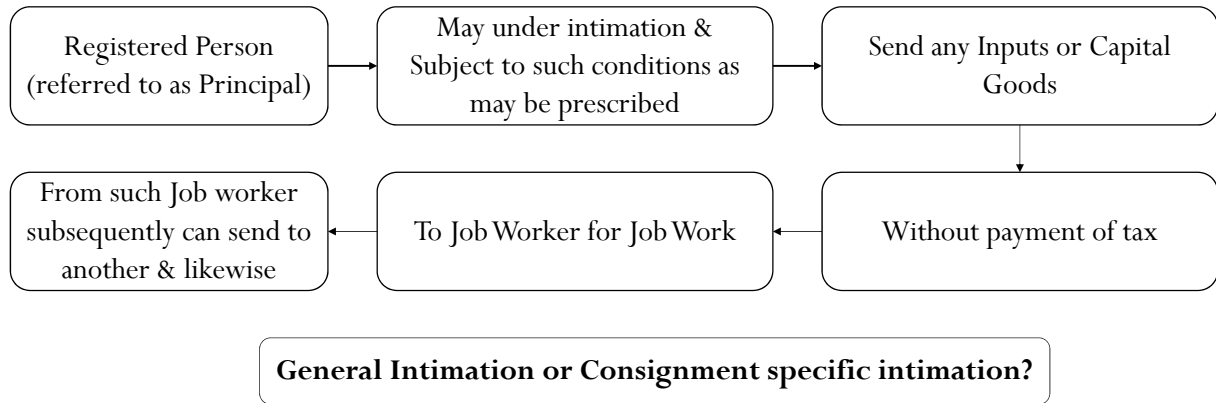 Registered Person
(referred to as Principal)
May under intimation &
Subject to such conditions as
may be prescribed
Send any Inputs or Capital
Goods
Without payment of tax
To Job Worker for Job Work
From such Job worker
subsequently can send to
another & likewise
General Intimation or Consignment specific intimation?